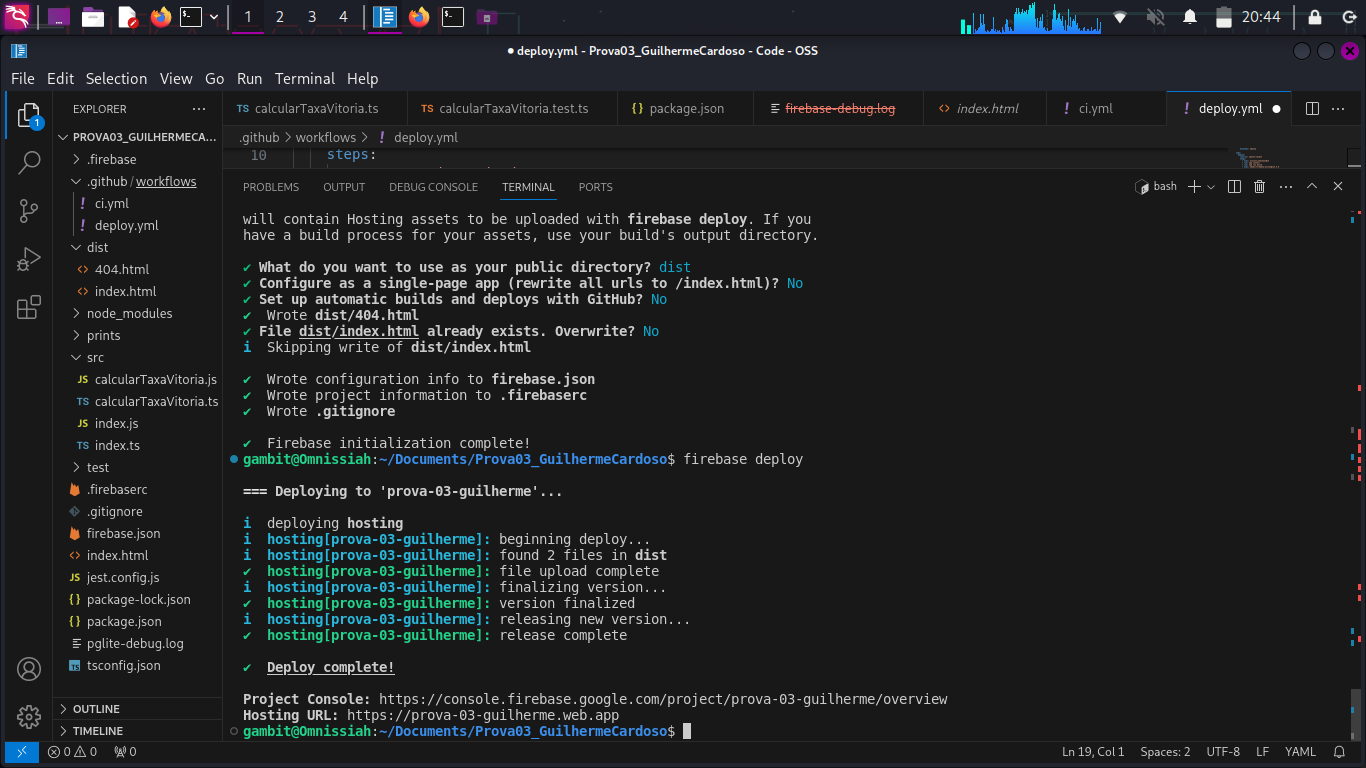 1 2 3 4 20:44
deploy.yml - Prova03_GuilhermeCardoso - Code - OSS
File Edit Selection View Go Run Terminal Help
EXPLORER
PROVA03_GUILHERMECA...
.firebase
.github / workflows
ci.yml
deploy.yml
dist
404.html
index.html
node_modules
prints
src
JS calcularTaxaVitoria.js
TS calcularTaxaVitoria.ts
JS index.js
TS index.ts
test
.firebaserc
.gitignore
firebase.json
index.html
JS jest.config.js
package-lock.json
package.json
pglite-debug.log
tsconfig.json
OUTLINE
TIMELINE
TS calcularTaxaVitoria.ts TS calcularTaxaVitoria.test.ts {} package.json firebase-debug.log index.html ci.yml deploy.yml
.github > workflows > deploy.yml
10 steps:
PROBLEMS OUTPUT DEBUG CONSOLE TERMINAL PORTS bash
will contain Hosting assets to be uploaded with firebase deploy. If you
have a build process for your assets, use your build's output directory.
✔ What do you want to use as your public directory? dist
✔ Configure as a single-page app (rewrite all urls to /index.html)? No
✔ Set up automatic builds and deploys with GitHub? No
✔ Wrote dist/404.html
✔ File dist/index.html already exists. Overwrite? No
i Skipping write of dist/index.html
✔ Wrote configuration info to firebase.json
✔ Wrote project information to .firebaserc
✔ Wrote .gitignore
✔ Firebase initialization complete!
gambit@Omnissiah:~/Documents/Prova03_GuilhermeCardoso$ firebase deploy
=== Deploying to 'prova-03-guilherme'...
i deploying hosting
i hosting[prova-03-guilherme]: beginning deploy...
i hosting[prova-03-guilherme]: found 2 files in dist
✔ hosting[prova-03-guilherme]: file upload complete
i hosting[prova-03-guilherme]: finalizing version...
✔ hosting[prova-03-guilherme]: version finalized
i hosting[prova-03-guilherme]: releasing new version...
✔ hosting[prova-03-guilherme]: release complete
✔ Deploy complete!
Project Console: https://console.firebase.google.com/project/prova-03-guilherme/overview
Hosting URL: https://prova-03-guilherme.web.app
gambit@Omnissiah:~/Documents/Prova03_GuilhermeCardoso$
0 0 0 Ln 19, Col 1 Spaces: 2 UTF-8 LF YAML